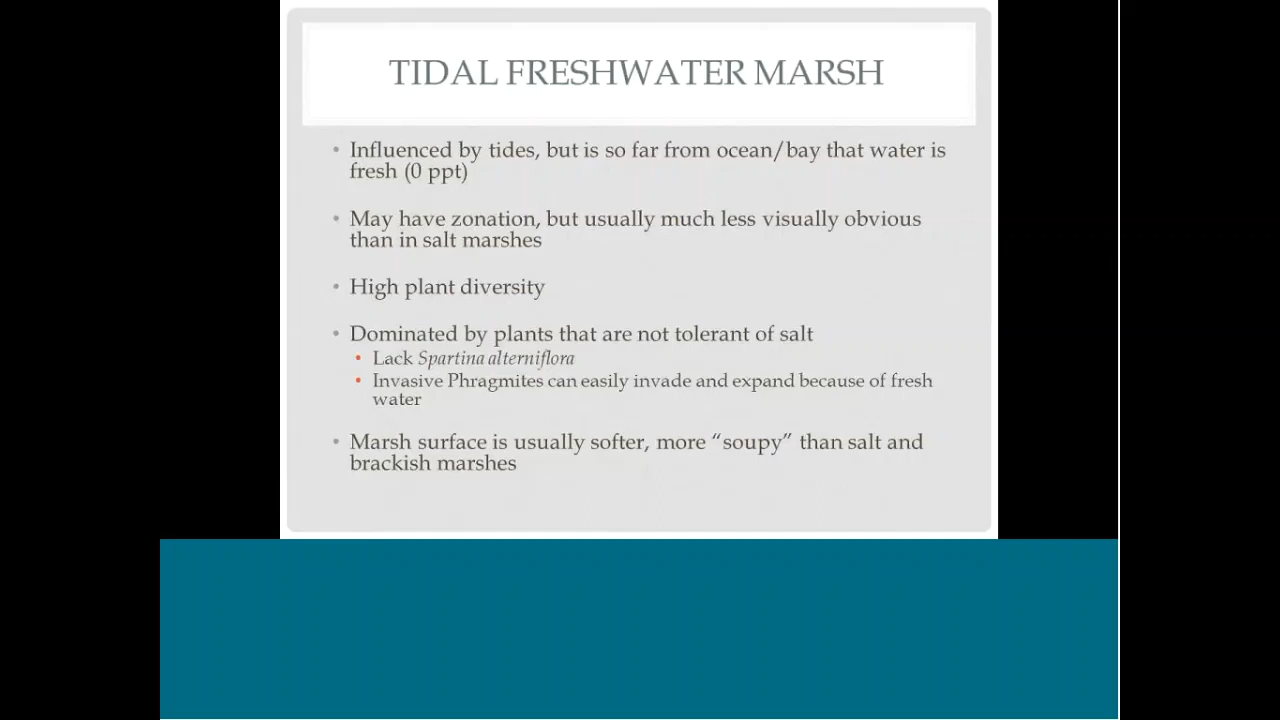 TIDAL FRESHWATER MARSH
• Influenced by tides, but is so far from ocean/bay that water is
fresh (0 ppt)
• May have zonation, but usually much less visually obvious
than in salt marshes
• High plant diversity
• Dominated by plants that are not tolerant of salt
• Lack Spartina alterniflora
• Invasive Phragmites can easily invade and expand because of fresh
water
• Marsh surface is usually softer, more “soupy” than salt and
brackish marshes